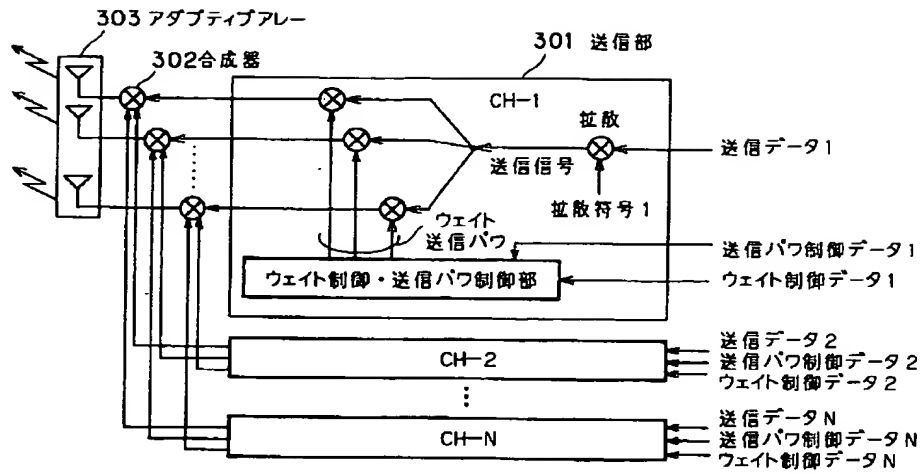 303 アダプティブアレー
302合成器
301 送信部
CH-1
拡散
送信データ1
送信信号
拡散符号1
ウェイト
送信パワ
送信パワ制御データ1
ウェイト制御・送信パワ制御部
ウェイト制御データ1
CH-2
送信データ2
送信パワ制御データ2
ウェイト制御データ2
CH-N
送信データN
送信パワ制御データN
ウェイト制御データN